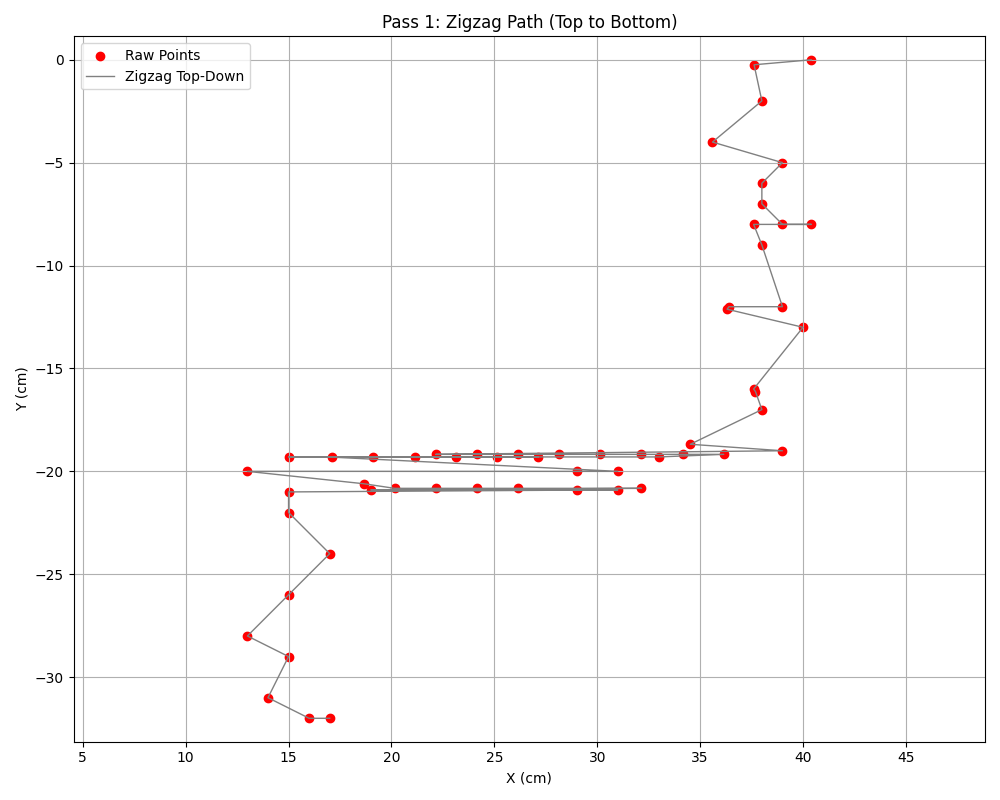 Pass 1: Zigzag Path (Top to Bottom)
Raw Points
Zigzag Top-Down
0
−5
−10
−15
−20
−25
−30
Y (cm)
5 10 15 20 25 30 35 40 45
X (cm)